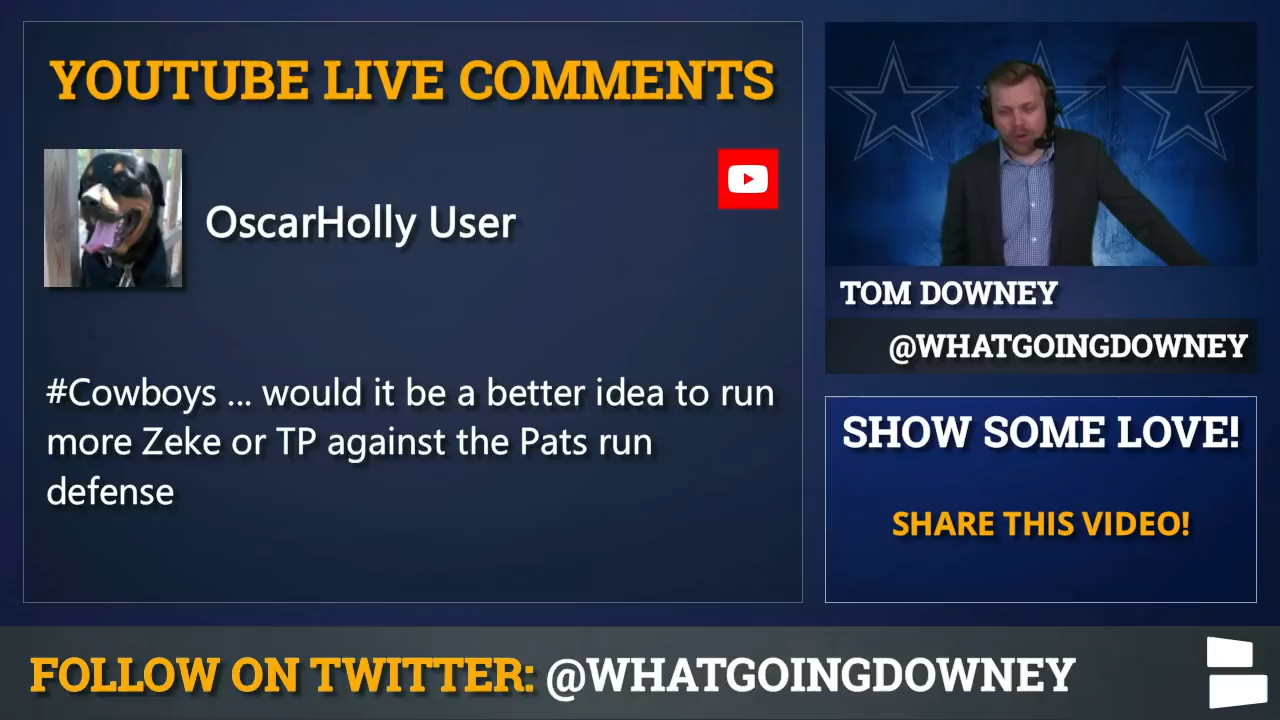 YOUTUBE LIVE COMMENTS
OscarHolly User
#Cowboys ... would it be a better idea to run
more Zeke or TP against the Pats run
defense
TOM DOWNEY
@WHATGOINGDOWNEY
SHOW SOME LOVE!
SHARE THIS VIDEO!
FOLLOW ON TWITTER: @WHATGOINGDOWNEY